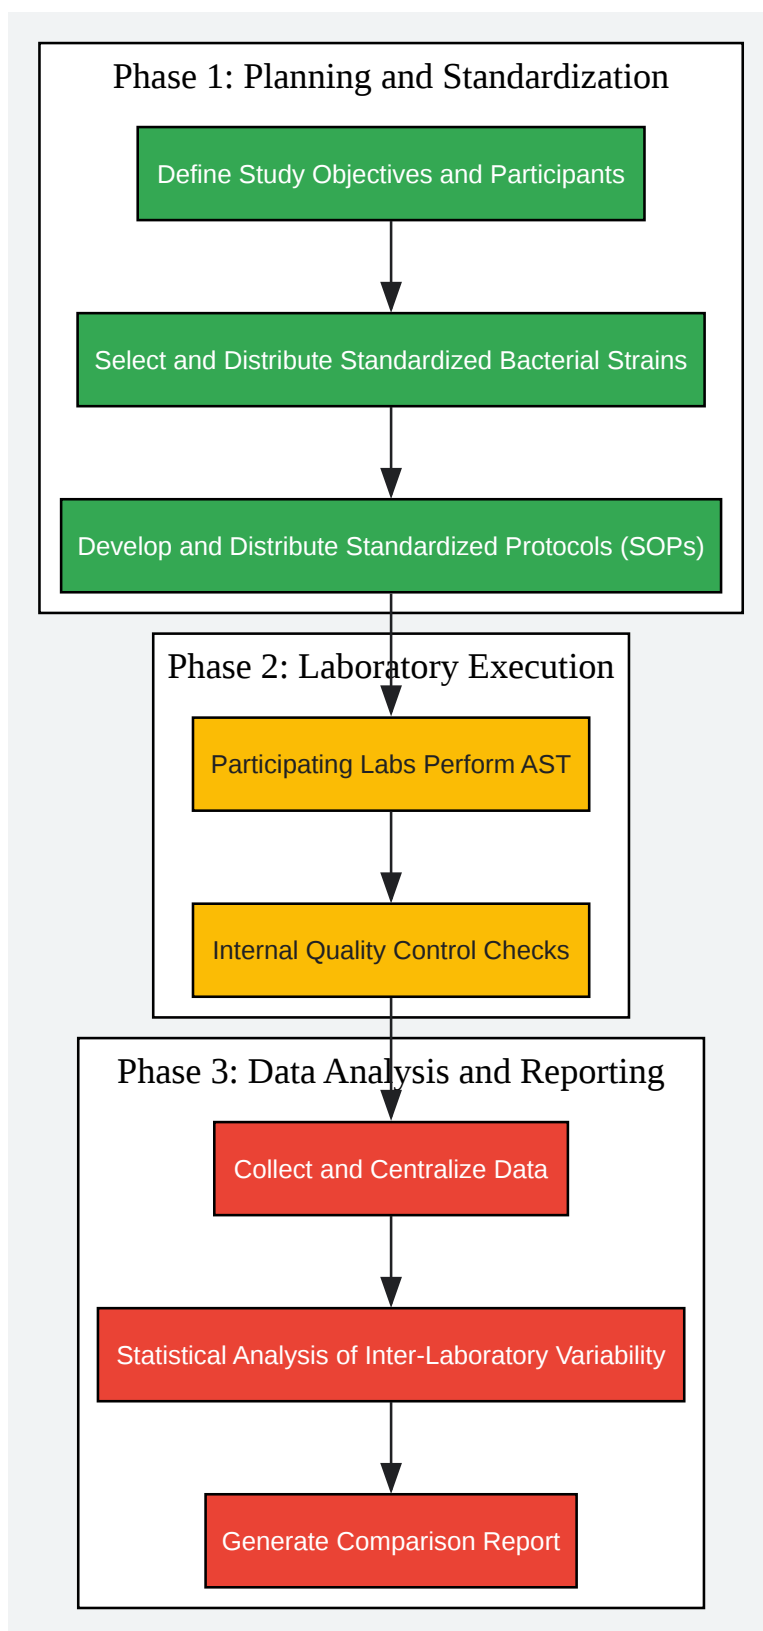 Phase 1: Planning and Standardization
Define Study Objectives and Participants
Select and Distribute Standardized Bacterial Strains
Develop and Distribute Standardized Protocols (SOPs)
Phase 2: Laboratory Execution
Participating Labs Perform AST
Internal Quality Control Checks
Phase 3: Data Analysis and Reporting
Collect and Centralize Data
Statistical Analysis of Inter-Laboratory Variability
Generate Comparison Report